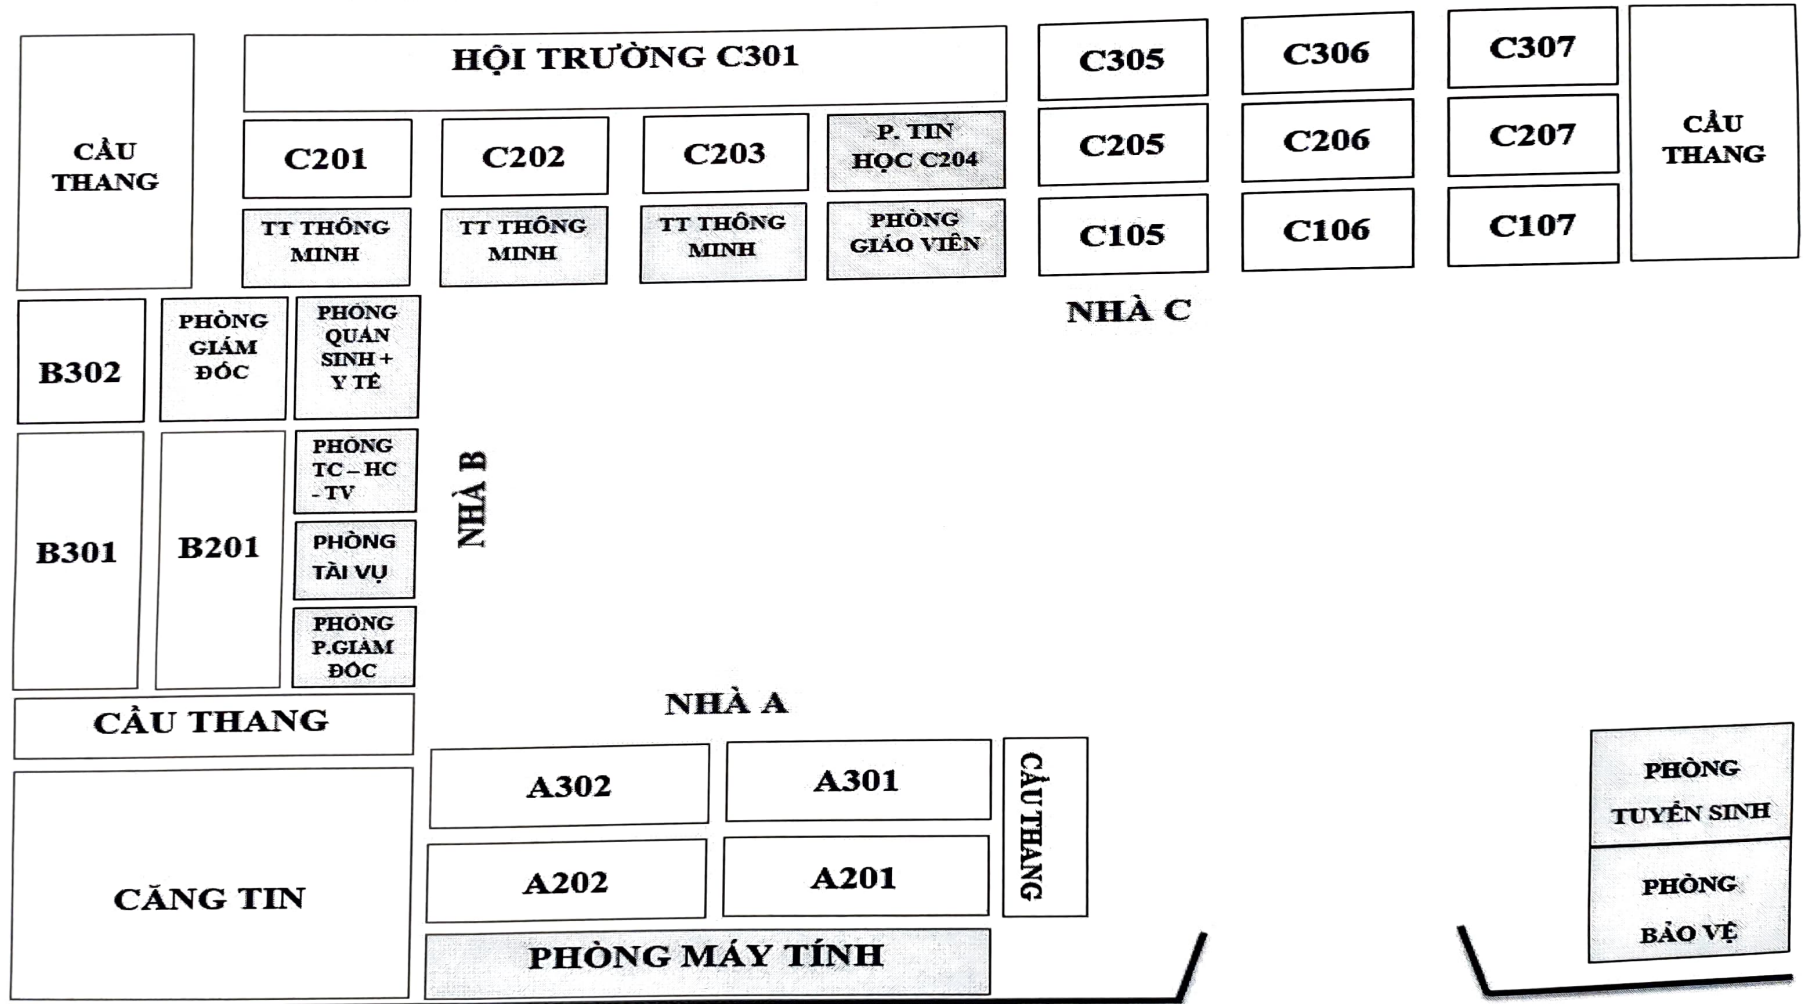 HỘI TRƯỜNG C301
C305
C306
C307
CẦU
THANG
CẦU
THANG
C201
C202
C203
P. TIN
HỌC C204
C205
C206
C207
TT THÔNG
MINH
TT THÔNG
MINH
TT THÔNG
MINH
PHÒNG
GIÁO VIÊN
C105
C106
C107
NHÀ C
B302
PHÒNG
GIÁM
ĐỐC
PHÒNG
QUẢN
SINH +
Y TẾ
B301
B201
PHÒNG
TC – HC
- TV
PHÒNG
TÀI VỤ
PHÒNG
P.GIÁM
ĐỐC
NHÀ B
CẦU THANG
NHÀ A
CĂNG TIN
A302
A301
A202
A201
CẦU THANG
PHÒNG MÁY TÍNH
PHÒNG
TUYỂN SINH
PHÒNG
BẢO VỆ